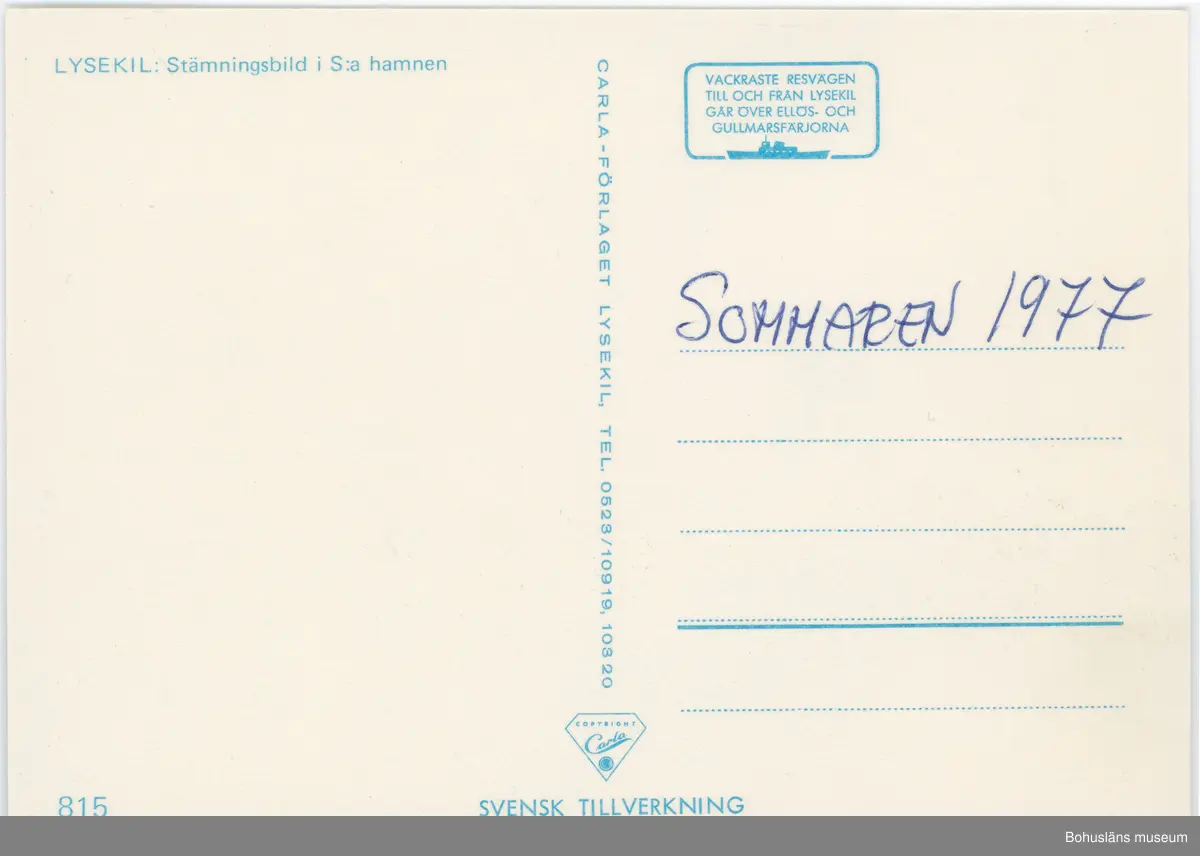 LYSEKIL: Stämningsbild i S:a hamnen
CARLA-FÖRLAGET LYSEKIL, TEL. 0523/10919, 10320
VACKRASTE RESVÄGEN
TILL OCH FRÅN LYSEKIL
GÅR ÖVER ELLÖS- OCH
GULLMARSFÄRJORNA
SOMMAREN 1977
COPYRIGHT
Carla
815
SVENSK TILLVERKNING
Bohusläns museum